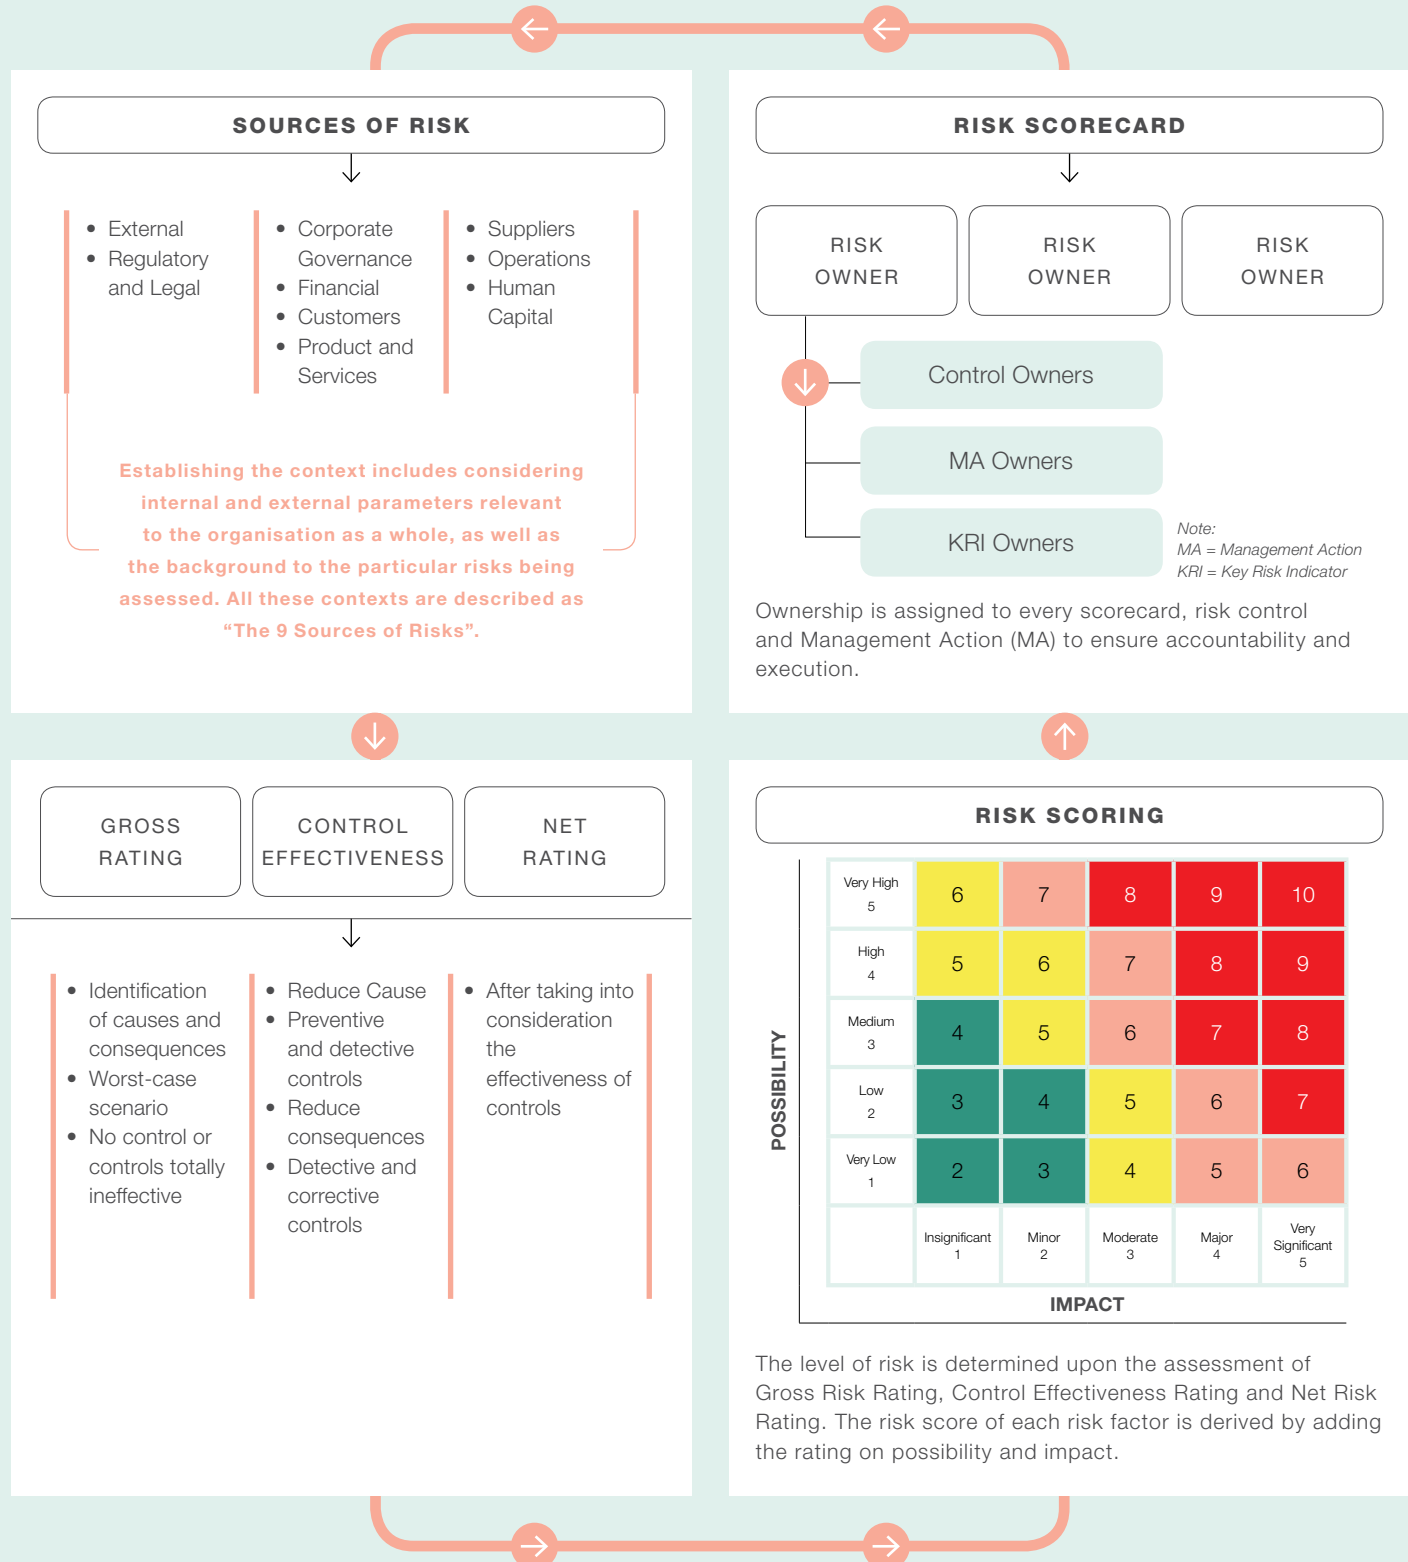 SOURCES OF RISK
• External
• Regulatory
and Legal
• Corporate
Governance
• Financial
• Customers
• Product and
Services
• Suppliers
• Operations
• Human
Capital
Establishing the context includes considering
internal and external parameters relevant
to the organisation as a whole, as well as
the background to the particular risks being
assessed. All these contexts are described as
“The 9 Sources of Risks”.
RISK SCORECARD
RISK
OWNER
RISK
OWNER
RISK
OWNER
Control Owners
MA Owners
KRI Owners
Note:
MA = Management Action
KRI = Key Risk Indicator
Ownership is assigned to every scorecard, risk control
and Management Action (MA) to ensure accountability and
execution.
GROSS
RATING
CONTROL
EFFECTIVENESS
NET
RATING
• Identification
of causes and
consequences
• Worst-case
scenario
• No control or
controls totally
ineffective
• Reduce Cause
• Preventive
and detective
controls
• Reduce
consequences
• Detective and
corrective
controls
• After taking into
consideration
the
effectiveness of
controls
RISK SCORING
POSSIBILITY
Very High
5
6 7 8 9 10
High
4
5 6 7 8 9
Medium
3
4 5 6 7 8
Low
2
3 4 5 6 7
Very Low
1
2 3 4 5 6
Insignificant
1
Minor
2
Moderate
3
Major
4
Very
Significant
5
IMPACT
The level of risk is determined upon the assessment of
Gross Risk Rating, Control Effectiveness Rating and Net Risk
Rating. The risk score of each risk factor is derived by adding
the rating on possibility and impact.